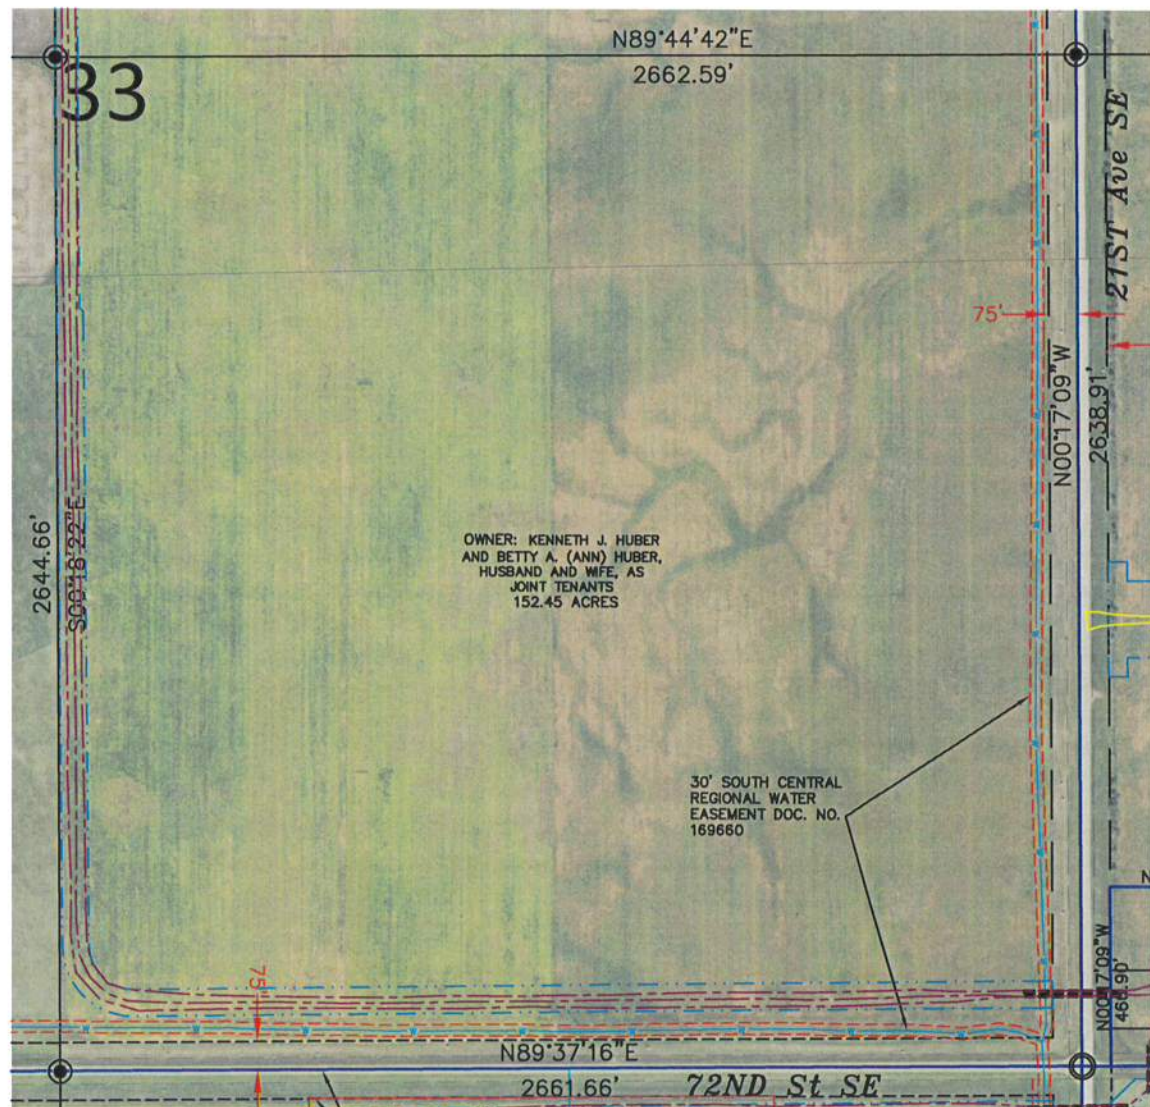 N89°44'42"E
2662.59'
33
21ST Ave SE
75'
N00°17'09"W
2638.91'
2644.66'
S00°18'22"E
OWNER: KENNETH J. HUBER
AND BETTY A. (ANN) HUBER,
HUSBAND AND WIFE, AS
JOINT TENANTS
152.45 ACRES
30' SOUTH CENTRAL
REGIONAL WATER
EASEMENT DOC. NO.
169660
N
75'
N00°17'09"W
N89°37'16"E
2661.66'
72ND St SE